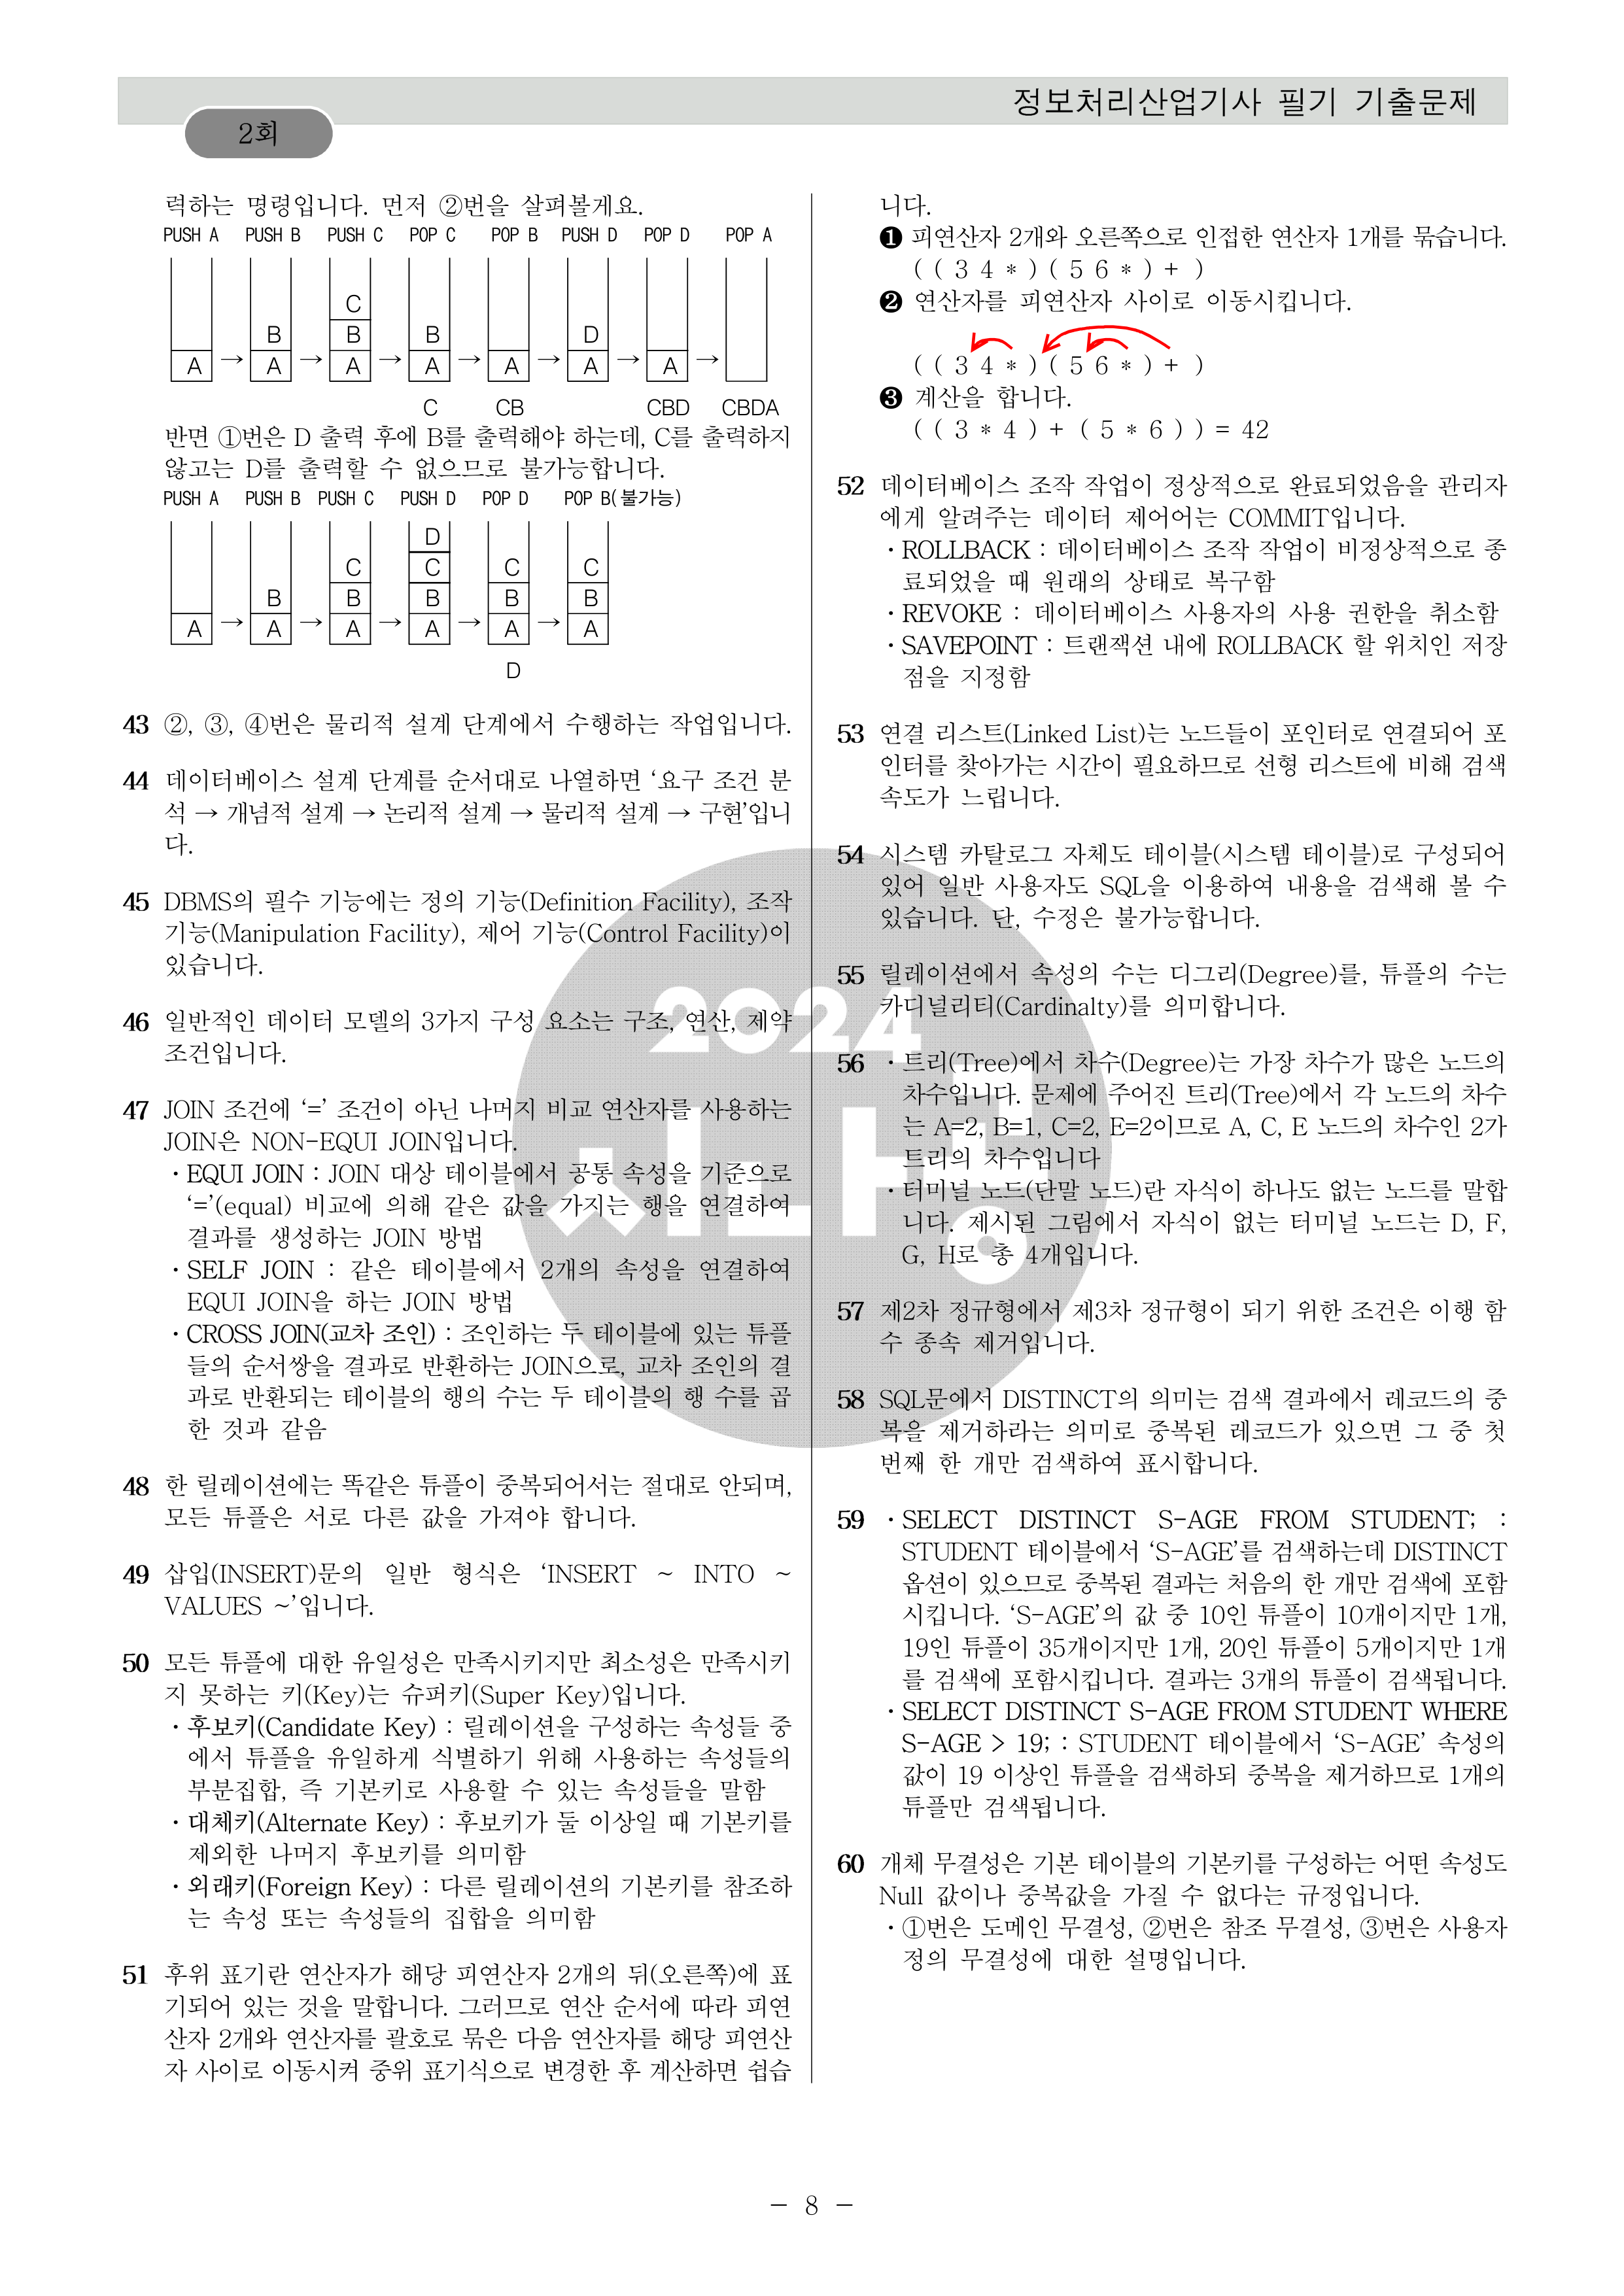 정보처리산업기사 필기 기출문제
2회
력하는 명령입니다. 먼저 ②번을 살펴볼게요.
PUSH A PUSH B PUSH C POP C POP B PUSH D POP D POP A
C
B B B D
A → A → A → A → A → A → A →
C CB CBD CBDA
반면 ①번은 D 출력 후에 B를 출력해야 하는데, C를 출력하지
않고는 D를 출력할 수 없으므로 불가능합니다.
PUSH A PUSH B PUSH C PUSH D POP D POP B(불가능)
D
C C C C
B B B B B
A → A → A → A → A → A
D
43 ②, ③, ④번은 물리적 설계 단계에서 수행하는 작업입니다.
44 데이터베이스 설계 단계를 순서대로 나열하면 ‘요구 조건 분
석 → 개념적 설계 → 논리적 설계 → 물리적 설계 → 구현’입니
다.
45 DBMS의 필수 기능에는 정의 기능(Definition Facility), 조작
기능(Manipulation Facility), 제어 기능(Control Facility)이
있습니다.
46 일반적인 데이터 모델의 3가지 구성 요소는 구조, 연산, 제약
조건입니다.
47 JOIN 조건에 ‘=’ 조건이 아닌 나머지 비교 연산자를 사용하는
JOIN은 NON-EQUI JOIN입니다.
・EQUI JOIN : JOIN 대상 테이블에서 공통 속성을 기준으로
‘=’(equal) 비교에 의해 같은 값을 가지는 행을 연결하여
결과를 생성하는 JOIN 방법
・SELF JOIN : 같은 테이블에서 2개의 속성을 연결하여
EQUI JOIN을 하는 JOIN 방법
・CROSS JOIN(교차 조인) : 조인하는 두 테이블에 있는 튜플
들의 순서쌍을 결과로 반환하는 JOIN으로, 교차 조인의 결
과로 반환되는 테이블의 행의 수는 두 테이블의 행 수를 곱
한 것과 같음
48 한 릴레이션에는 똑같은 튜플이 중복되어서는 절대로 안되며,
모든 튜플은 서로 다른 값을 가져야 합니다.
49 삽입(INSERT)문의 일반 형식은 ‘INSERT ~ INTO ~
VALUES ~’입니다.
50 모든 튜플에 대한 유일성은 만족시키지만 최소성은 만족시키
지 못하는 키(Key)는 슈퍼키(Super Key)입니다.
・후보키(Candidate Key) : 릴레이션을 구성하는 속성들 중
에서 튜플을 유일하게 식별하기 위해 사용하는 속성들의
부분집합, 즉 기본키로 사용할 수 있는 속성들을 말함
・대체키(Alternate Key) : 후보키가 둘 이상일 때 기본키를
제외한 나머지 후보키를 의미함
・외래키(Foreign Key) : 다른 릴레이션의 기본키를 참조하
는 속성 또는 속성들의 집합을 의미함
51 후위 표기란 연산자가 해당 피연산자 2개의 뒤(오른쪽)에 표
기되어 있는 것을 말합니다. 그러므로 연산 순서에 따라 피연
산자 2개와 연산자를 괄호로 묶은 다음 연산자를 해당 피연산
자 사이로 이동시켜 중위 표기식으로 변경한 후 계산하면 쉽습
니다.
❶ 피연산자 2개와 오른쪽으로 인접한 연산자 1개를 묶습니다.
( ( 3 4 * ) ( 5 6 * ) + )
❷ 연산자를 피연산자 사이로 이동시킵니다.
( ( 3 4 * ) ( 5 6 * ) + )
❸ 계산을 합니다.
( ( 3 * 4 ) + ( 5 * 6 ) ) = 42
52 데이터베이스 조작 작업이 정상적으로 완료되었음을 관리자
에게 알려주는 데이터 제어어는 COMMIT입니다.
・ROLLBACK : 데이터베이스 조작 작업이 비정상적으로 종
료되었을 때 원래의 상태로 복구함
・REVOKE : 데이터베이스 사용자의 사용 권한을 취소함
・SAVEPOINT : 트랜잭션 내에 ROLLBACK 할 위치인 저장
점을 지정함
53 연결 리스트(Linked List)는 노드들이 포인터로 연결되어 포
인터를 찾아가는 시간이 필요하므로 선형 리스트에 비해 검색
속도가 느립니다.
54 시스템 카탈로그 자체도 테이블(시스템 테이블)로 구성되어
있어 일반 사용자도 SQL을 이용하여 내용을 검색해 볼 수
있습니다. 단, 수정은 불가능합니다.
55 릴레이션에서 속성의 수는 디그리(Degree)를, 튜플의 수는
카디널리티(Cardinalty)를 의미합니다.
56 ・트리(Tree)에서 차수(Degree)는 가장 차수가 많은 노드의
차수입니다. 문제에 주어진 트리(Tree)에서 각 노드의 차수
는 A=2, B=1, C=2, E=2이므로 A, C, E 노드의 차수인 2가
트리의 차수입니다
・터미널 노드(단말 노드)란 자식이 하나도 없는 노드를 말합
니다. 제시된 그림에서 자식이 없는 터미널 노드는 D, F,
G, H로 총 4개입니다.
57 제2차 정규형에서 제3차 정규형이 되기 위한 조건은 이행 함
수 종속 제거입니다.
58 SQL문에서 DISTINCT의 의미는 검색 결과에서 레코드의 중
복을 제거하라는 의미로 중복된 레코드가 있으면 그 중 첫
번째 한 개만 검색하여 표시합니다.
59 ・SELECT DISTINCT S-AGE FROM STUDENT; :
STUDENT 테이블에서 ‘S-AGE’를 검색하는데 DISTINCT
옵션이 있으므로 중복된 결과는 처음의 한 개만 검색에 포함
시킵니다. ‘S-AGE’의 값 중 10인 튜플이 10개이지만 1개,
19인 튜플이 35개이지만 1개, 20인 튜플이 5개이지만 1개
를 검색에 포함시킵니다. 결과는 3개의 튜플이 검색됩니다.
・SELECT DISTINCT S-AGE FROM STUDENT WHERE
S-AGE > 19; : STUDENT 테이블에서 ‘S-AGE’ 속성의
값이 19 이상인 튜플을 검색하되 중복을 제거하므로 1개의
튜플만 검색됩니다.
60 개체 무결성은 기본 테이블의 기본키를 구성하는 어떤 속성도
Null 값이나 중복값을 가질 수 없다는 규정입니다.
・①번은 도메인 무결성, ②번은 참조 무결성, ③번은 사용자
정의 무결성에 대한 설명입니다.
2024
시나공
- 8 -